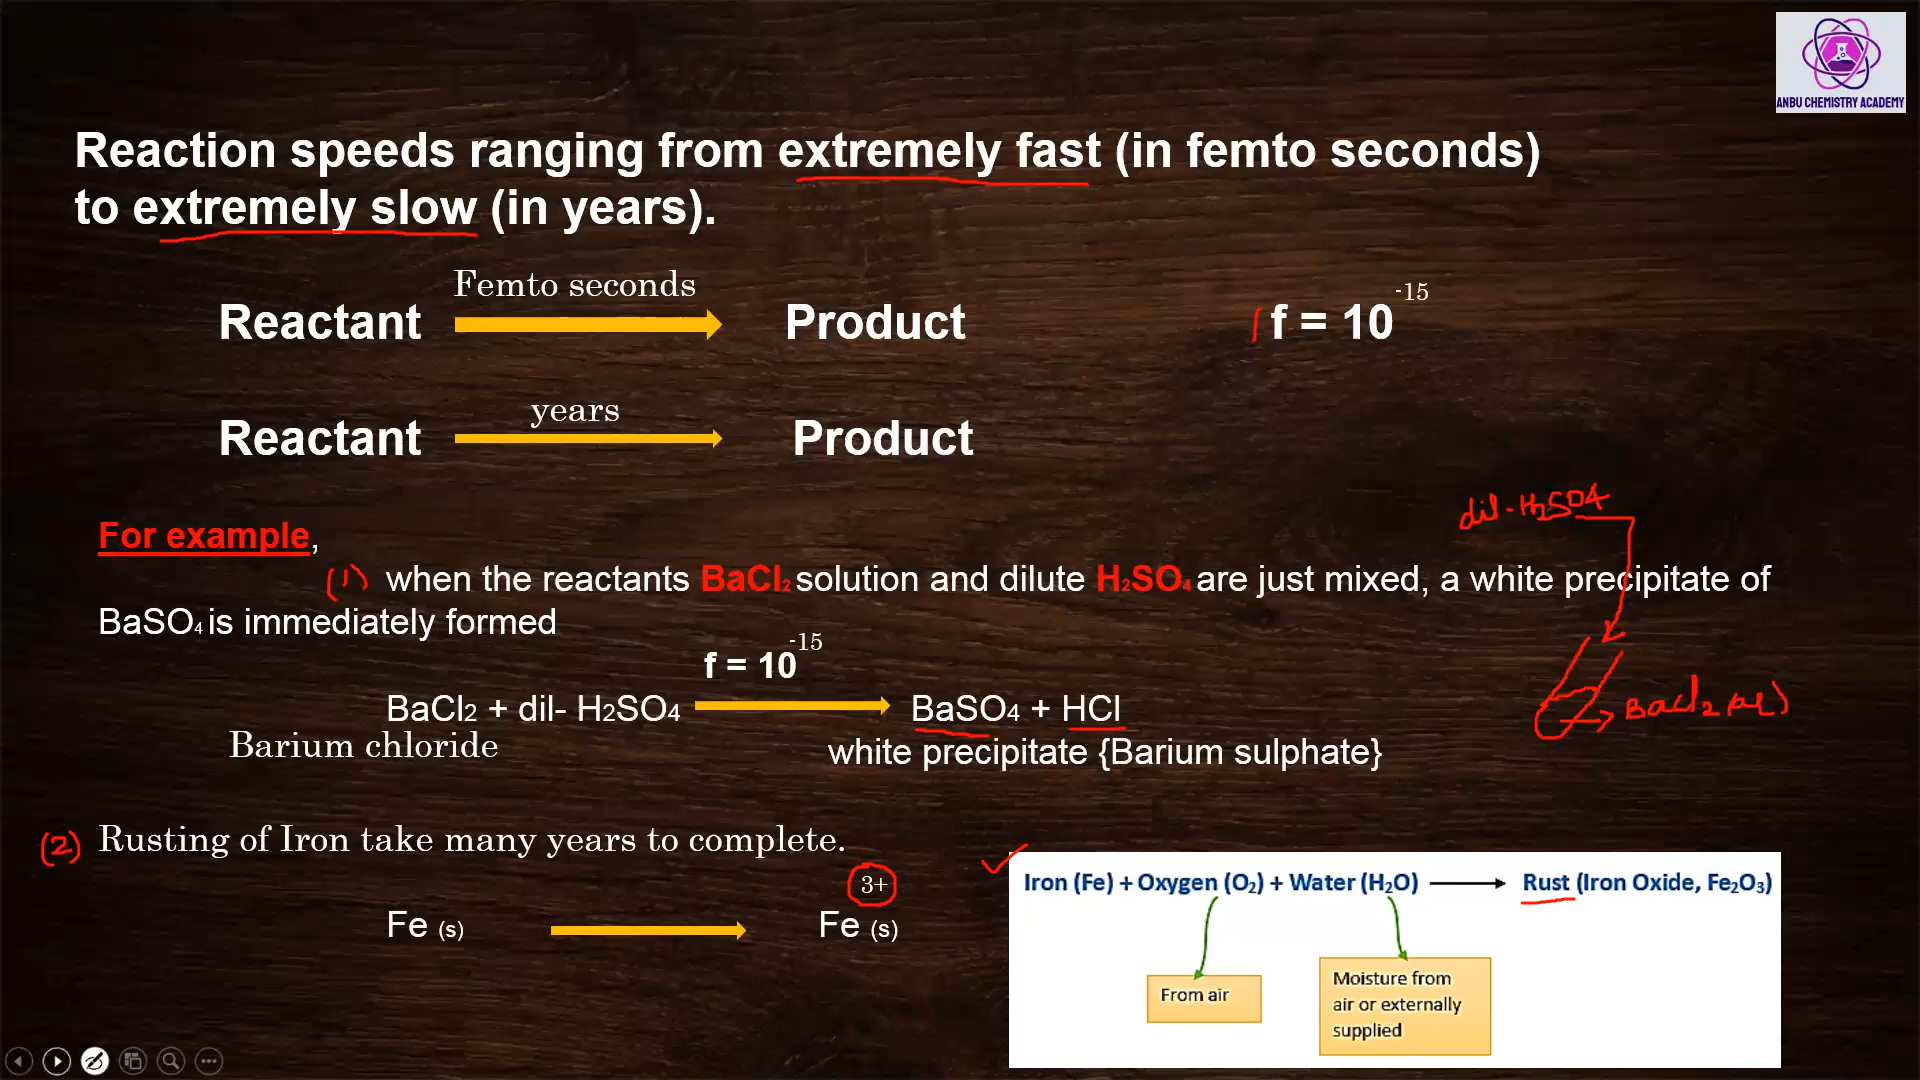 ANBU CHEMISTRY ACADEMY
Reaction speeds ranging from extremely fast (in femto seconds)
to extremely slow (in years).
Femto seconds
Reactant Product f = 10-15
years
Reactant Product
dil-H2SO4
For example,
(1) when the reactants BaCl2 solution and dilute H2SO4 are just mixed, a white precipitate of
BaSO4 is immediately formed
f = 10-15
BaCl2 + dil- H2SO4 BaSO4 + HCl
BaCl2
Barium chloride white precipitate {Barium sulphate}
(2) Rusting of Iron take many years to complete.
Fe (s) Fe3+ (s)
Iron (Fe) + Oxygen (O2) + Water (H2O) Rust (Iron Oxide, Fe2O3)
From air
Moisture from
air or externally
supplied